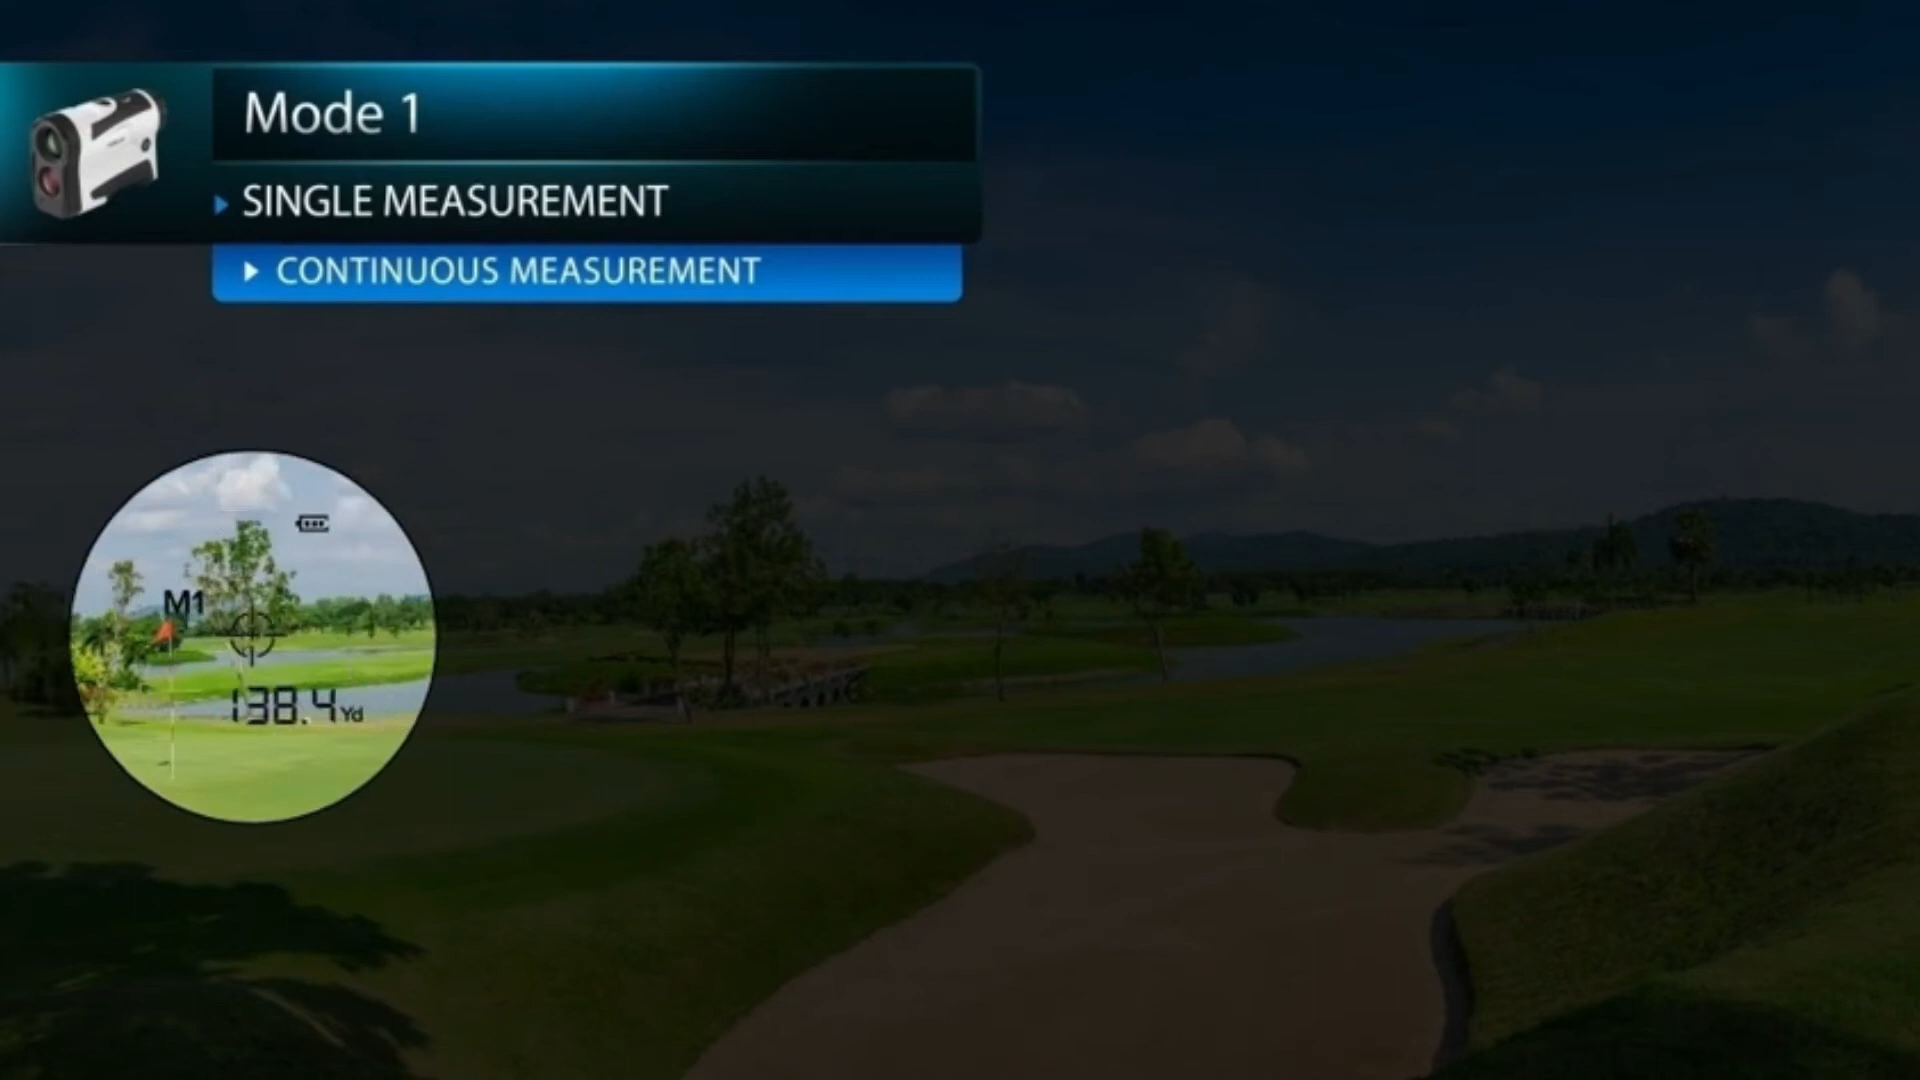 Mode 1
SINGLE MEASUREMENT
CONTINUOUS MEASUREMENT
M1
138.4 Yd